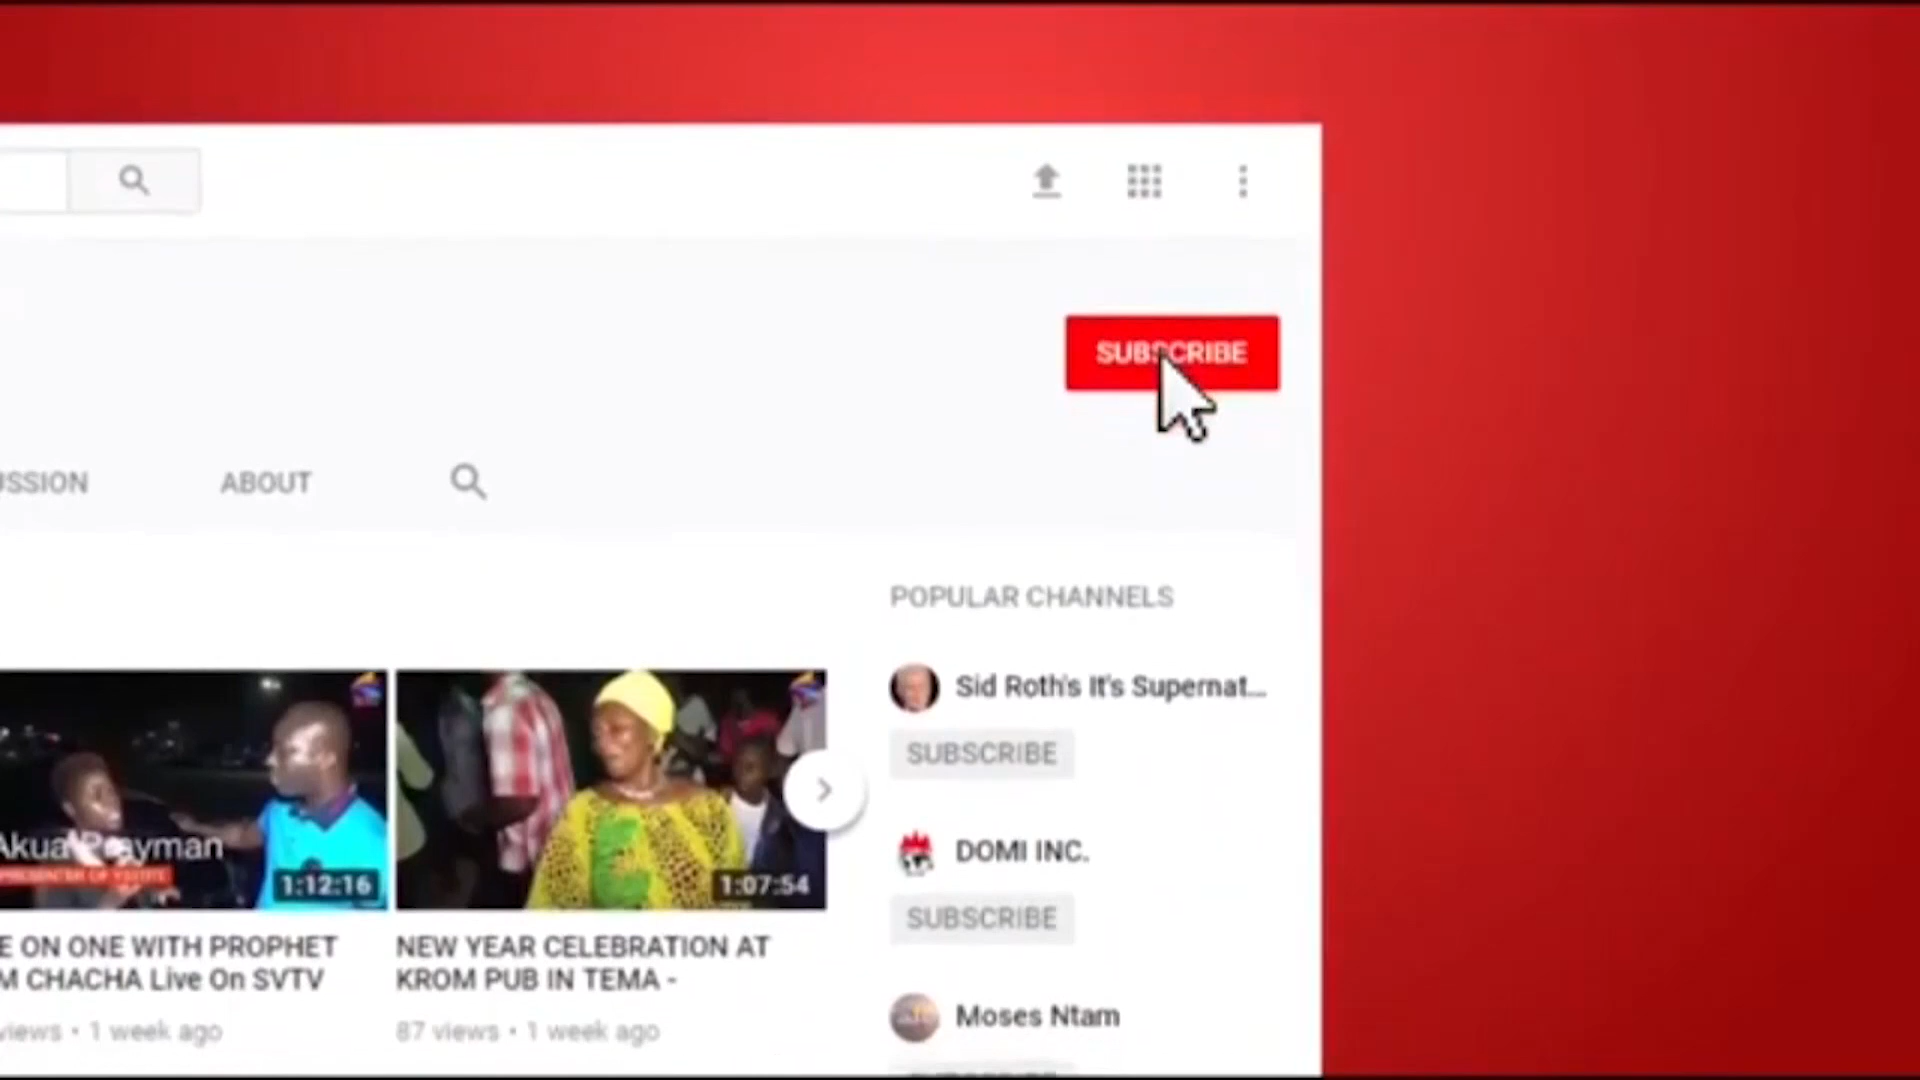 SUBSCRIBE
USSION
ABOUT
POPULAR CHANNELS
Sid Roth's It's Supernat...
SUBSCRIBE
DOMI INC.
SUBSCRIBE
Moses Ntam
Akua Prayman
1:12:16
1:07:54
E ON ONE WITH PROPHET
M CHACHA Live On SVTV
views • 1 week ago
NEW YEAR CELEBRATION AT
KROM PUB IN TEMA -
87 views • 1 week ago